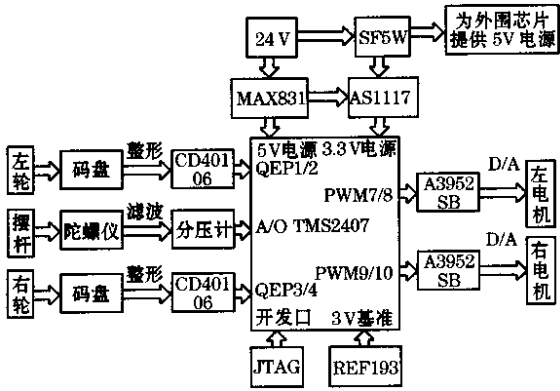 24V
SF5W
为外围芯片
提供5V电源
MAX831
AS1117
5V电源
3.3V电源
左轮
码盘
整形
CD401
06
QEP1/2
PWM7/8
A3952
SB
D/A
左电机
摆杆
陀螺仪
滤波
分压计
A/O TMS2407
右轮
码盘
整形
CD401
06
QEP3/4
PWM9/10
A3952
SB
D/A
右电机
开发口
3V基准
JTAG
REF193